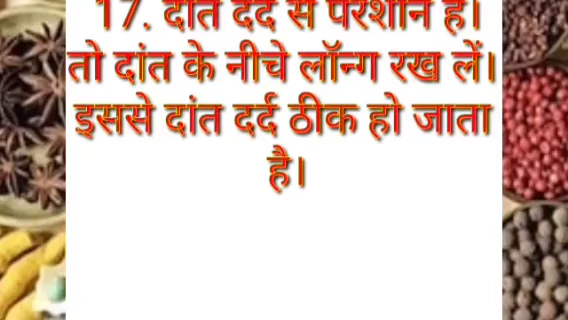 17. दांत दर्द से परेशान है।
तो दांत के नीचे लॉन्ग रख लें।
इससे दांत दर्द ठीक हो जाता
है।